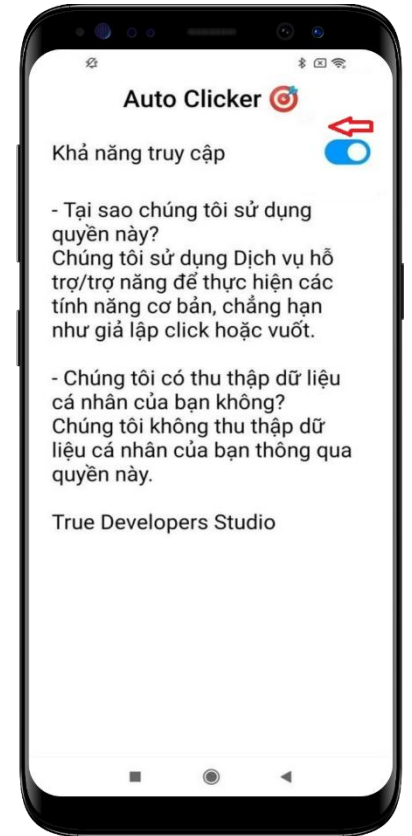 Auto Clicker 🎯
Khả năng truy cập
- Tại sao chúng tôi sử dụng
quyền này?
Chúng tôi sử dụng Dịch vụ hỗ
trợ/trợ năng để thực hiện các
tính năng cơ bản, chẳng hạn
như giả lập click hoặc vuốt.
- Chúng tôi có thu thập dữ liệu
cá nhân của bạn không?
Chúng tôi không thu thập dữ
liệu cá nhân của bạn thông qua
quyền này.
True Developers Studio